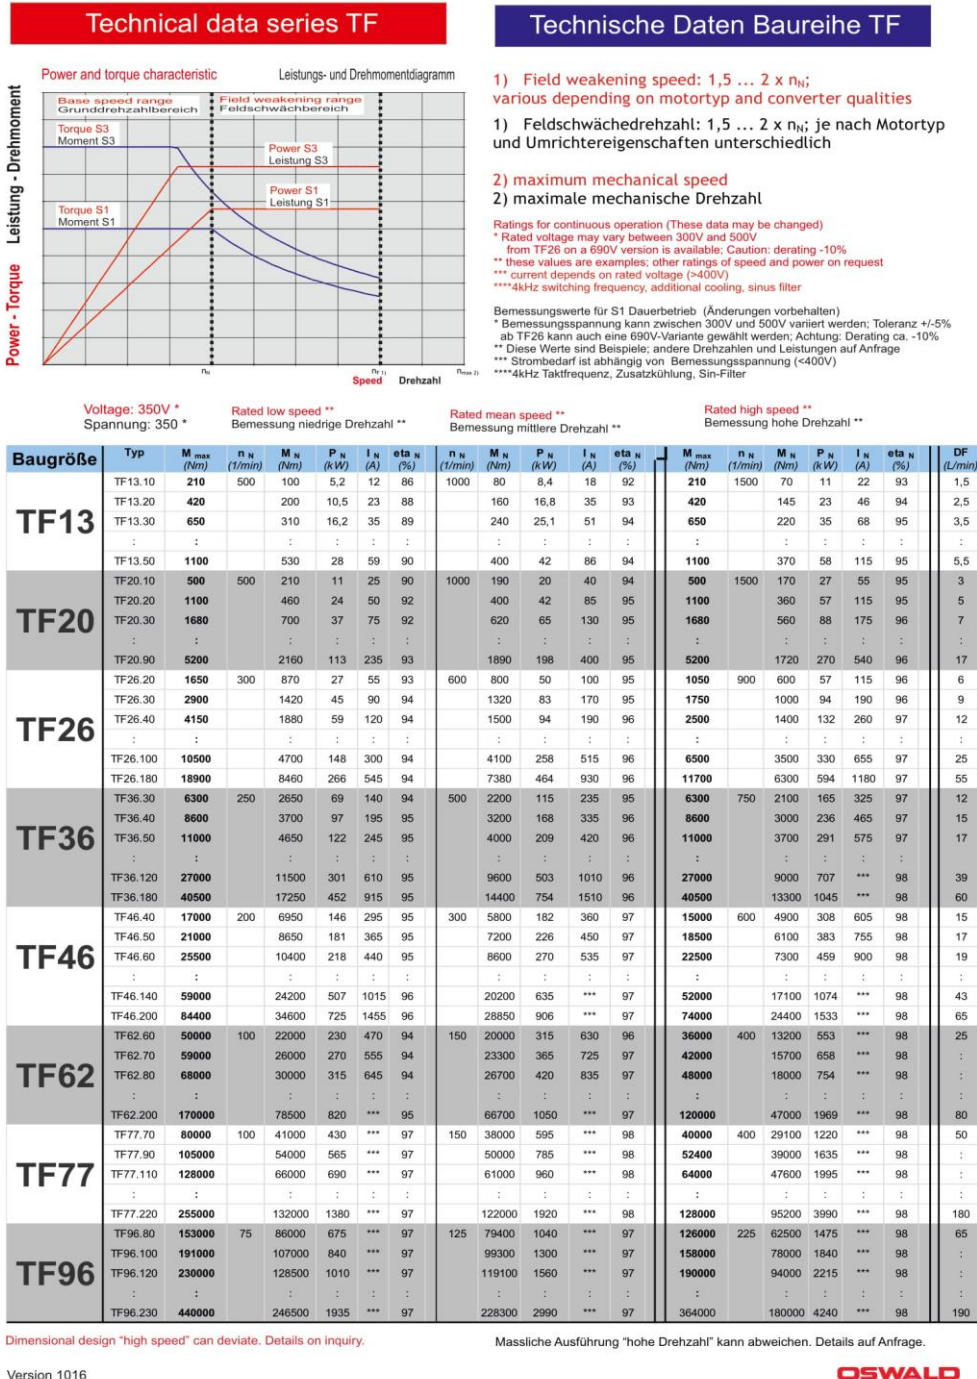 Technical data series TF
Technische Daten Baureihe TF
Power and torque characteristic
Leistungs- und Drehmomentdiagramm
Power - Torque Leistung - Drehmoment
Base speed range
Grunddrehzahlbereich
Field weakening range
Feldschwächbereich
Torque S3
Moment S3
Power S3
Leistung S3
Power S1
Leistung S1
Torque S1
Moment S1
nN
nF 1)
nmax 2)
Speed Drehzahl
1) Field weakening speed: 1,5 ... 2 x nN;
various depending on motortyp and converter qualities
1) Feldschwächedrehzahl: 1,5 ... 2 x nN; je nach Motortyp
und Umrichtereigenschaften unterschiedlich
2) maximum mechanical speed
2) maximale mechanische Drehzahl
Ratings for continuous operation (These data may be changed)
* Rated voltage may vary between 300V and 500V
from TF26 on a 690V version is available; Caution: derating -10%
** these values are examples; other ratings of speed and power on request
*** current depends on rated voltage (>400V)
****4kHz switching frequency, additional cooling, sinus filter
Bemessungswerte für S1 Dauerbetrieb (Änderungen vorbehalten)
* Bemessungsspannung kann zwischen 300V und 500V variiert werden; Toleranz +/-5%
ab TF26 kann auch eine 690V-Variante gewählt werden; Achtung: Derating ca. -10%
** Diese Werte sind Beispiele; andere Drehzahlen und Leistungen auf Anfrage
*** Strombedarf ist abhängig von Bemessungsspannung (<400V)
****4kHz Taktfrequenz, Zusatzkühlung, Sin-Filter
Voltage: 350V *
Spannung: 350 *
Rated low speed **
Bemessung niedrige Drehzahl **
Rated mean speed **
Bemessung mittlere Drehzahl **
Rated high speed **
Bemessung hohe Drehzahl **
Baugröße Typ M max n N M N P N I N eta N n N M N P N I N eta N M max n N M N P N I N eta N DF
(Nm) (1/min) (Nm) (kW) (A) (%) (1/min) (Nm) (kW) (A) (%) (Nm) (1/min) (Nm) (kW) (A) (%) (L/min)
TF13
TF13.10 210 500 100 5,2 12 86 1000 80 8,4 18 92 210 1500 70 11 22 93 1,5
TF13.20 420 200 10,5 23 88 160 16,8 35 93 420 145 23 46 94 2,5
TF13.30 650 310 16,2 35 89 240 25,1 51 94 650 220 35 68 95 3,5
: : : : : : : : : : : : : : : :
TF13.50 1100 530 28 59 90 400 42 86 94 1100 370 58 115 95 5,5
TF20
TF20.10 500 500 210 11 25 90 1000 190 20 40 94 500 1500 170 27 55 95 3
TF20.20 1100 460 24 50 92 400 42 85 95 1100 360 57 115 95 5
TF20.30 1680 700 37 75 92 620 65 130 95 1680 560 88 175 96 7
: : : : : : : : : : : : : : : :
TF20.90 5200 2160 113 235 93 1890 198 400 95 5200 1720 270 540 96 17
TF26
TF26.20 1650 300 870 27 55 93 600 800 50 100 95 1050 900 600 57 115 96 6
TF26.30 2900 1420 45 90 94 1320 83 170 95 1750 1000 94 190 96 9
TF26.40 4150 1880 59 120 94 1500 94 190 96 2500 1400 132 260 97 12
: : : : : : : : : : : : : : : :
TF26.100 10500 4700 148 300 94 4100 258 515 96 6500 3500 330 655 97 25
TF26.180 18900 8460 266 545 94 7380 464 930 96 11700 6300 594 1180 97 55
TF36
TF36.30 6300 250 2650 69 140 94 500 2200 115 235 95 6300 750 2100 165 325 97 12
TF36.40 8600 3700 97 195 95 3200 168 335 96 8600 3000 236 465 97 15
TF36.50 11000 4650 122 245 95 4000 209 420 96 11000 3700 291 575 97 17
: : : : : : : : : : : : : : : :
TF36.120 27000 11500 301 610 95 9600 503 1010 96 27000 9000 707 *** 98 39
TF36.180 40500 17250 452 915 95 14400 754 1510 96 40500 13300 1045 *** 98 60
TF46
TF46.40 17000 200 6950 146 295 95 300 5800 182 360 97 15000 600 4900 308 605 98 15
TF46.50 21000 8650 181 365 95 7200 226 450 97 18500 6100 383 755 98 17
TF46.60 25500 10400 218 440 95 8600 270 535 97 22500 7300 459 900 98 19
: : : : : : : : : : : : : : : :
TF46.140 59000 24200 507 1015 96 20200 635 *** 97 52000 17100 1074 *** 98 43
TF46.200 84400 34600 725 1455 96 28850 906 *** 97 74000 24400 1533 *** 98 65
TF62
TF62.60 50000 100 22000 230 470 94 150 20000 315 630 96 36000 400 13200 553 *** 98 25
TF62.70 59000 26000 270 555 94 23300 365 725 97 42000 15700 658 *** 98 :
TF62.80 68000 30000 315 645 94 26700 420 835 97 48000 18000 754 *** 98 :
: : : : : : : : : : : : : : : :
TF62.200 170000 78500 820 *** 95 66700 1050 *** 97 120000 47000 1969 *** 98 80
TF77
TF77.70 80000 100 41000 430 *** 97 150 38000 595 *** 98 40000 400 29100 1220 *** 98 50
TF77.90 105000 54000 565 *** 97 50000 785 *** 98 52400 39000 1635 *** 98 :
TF77.110 128000 66000 690 *** 97 61000 960 *** 98 64000 47600 1995 *** 98 :
: : : : : : : : : : : : : : : :
TF77.220 255000 132000 1380 *** 97 122000 1920 *** 98 128000 95200 3990 *** 98 180
TF96
TF96.80 153000 75 86000 675 *** 97 125 79400 1040 *** 97 126000 225 62500 1475 *** 98 65
TF96.100 191000 107000 840 *** 97 99300 1300 *** 97 158000 78000 1840 *** 98 :
TF96.120 230000 128500 1010 *** 97 119100 1560 *** 97 190000 94000 2215 *** 98 :
: : : : : : : : : : : : : : : :
TF96.230 440000 246500 1935 *** 97 228300 2990 *** 97 364000 180000 4240 *** 98 190
Dimensional design "high speed" can deviate. Details on inquiry.
Massliche Ausführung "hohe Drehzahl" kann abweichen. Details auf Anfrage.
Version 1016
OSWALD